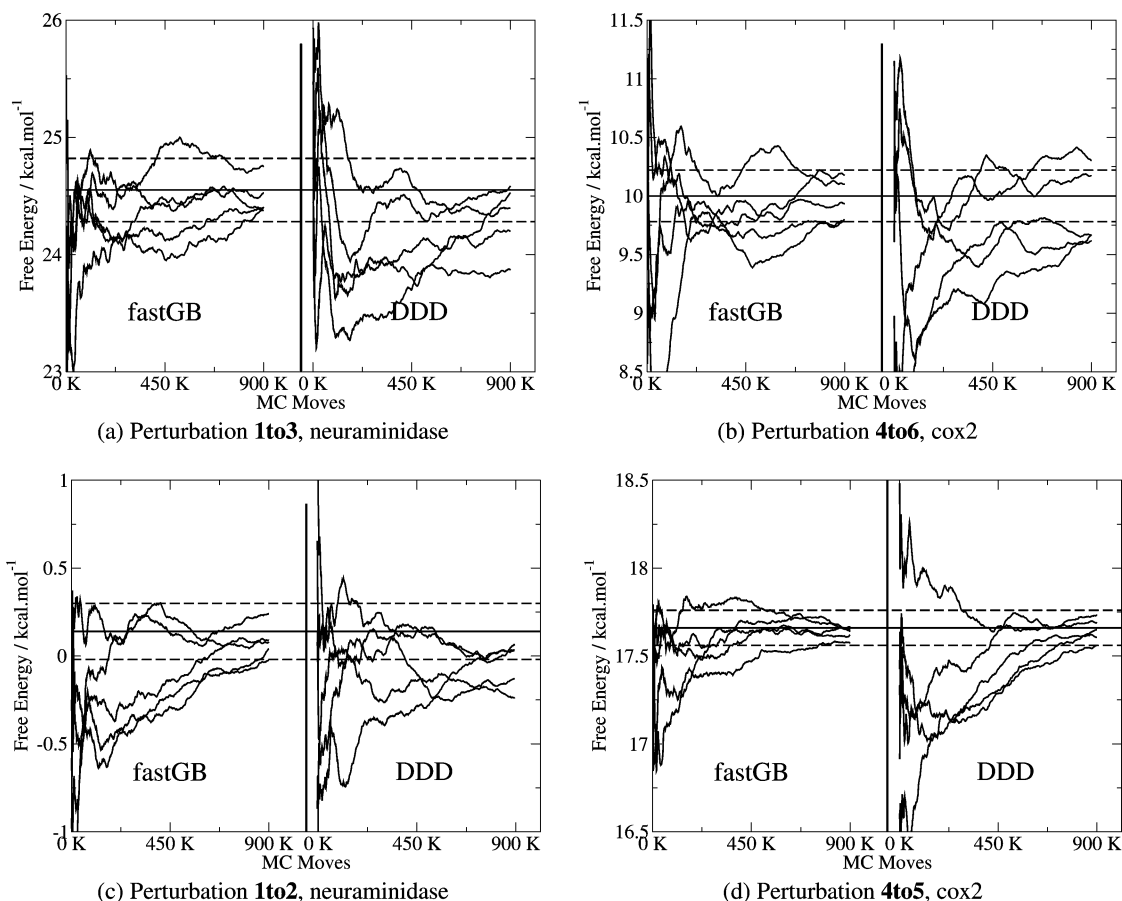 26
25
24
23
Free Energy / kcal.mol-1
fastGB
DDD
0 K 450 K 900 K 0 K 450 K 900 K
MC Moves
(a) Perturbation 1to3, neuraminidase
11.5
11
10.5
10
9.5
9
8.5
Free Energy / kcal.mol-1
fastGB
DDD
0 K 450 K 900 K 0 K 450 K 900 K
MC Moves
(b) Perturbation 4to6, cox2
1
0.5
0
-0.5
-1
Free Energy / kcal.mol-1
fastGB
DDD
0 K 450 K 900 K 0 K 450 K 900 K
MC Moves
(c) Perturbation 1to2, neuraminidase
18.5
18
17.5
17
16.5
Free Energy / kcal.mol-1
fastGB
DDD
0 K 450 K 900 K 0 K 450 K 900 K
MC Moves
(d) Perturbation 4to5, cox2